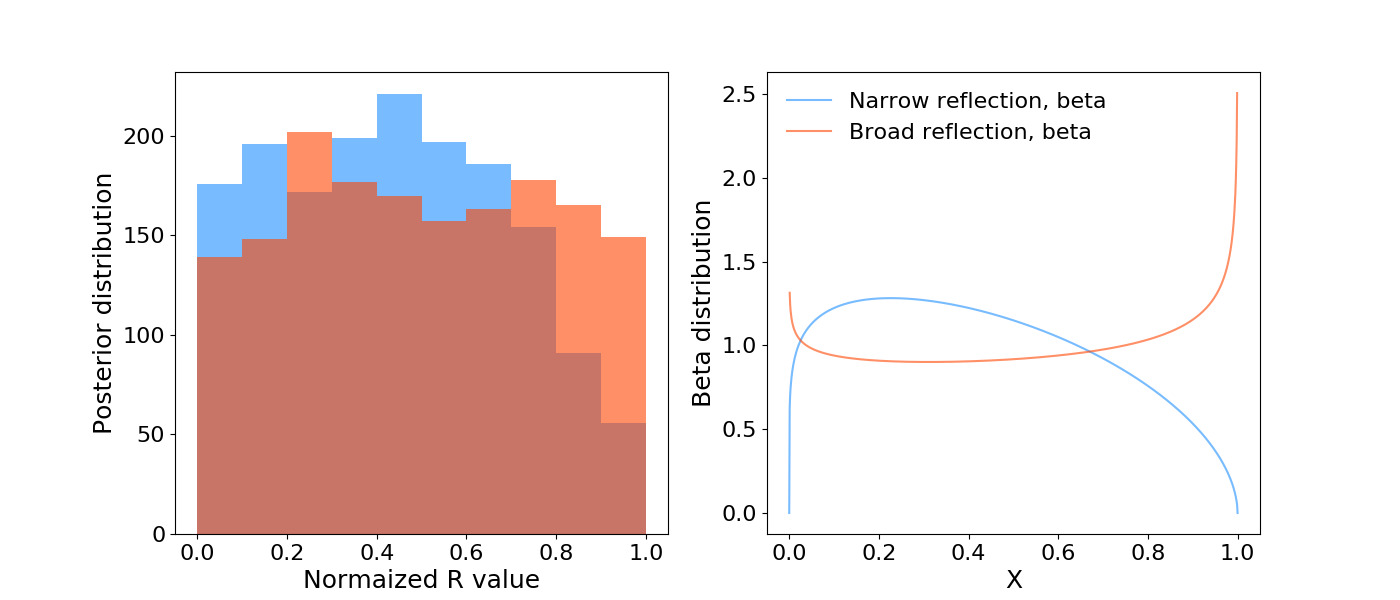 Posterior distribution
200
150
100
50
0
0.0 0.2 0.4 0.6 0.8 1.0
Normaized R value
Beta distribution
2.5
2.0
1.5
1.0
0.5
0.0
Narrow reflection, beta
Broad reflection, beta
0.0 0.2 0.4 0.6 0.8 1.0
X